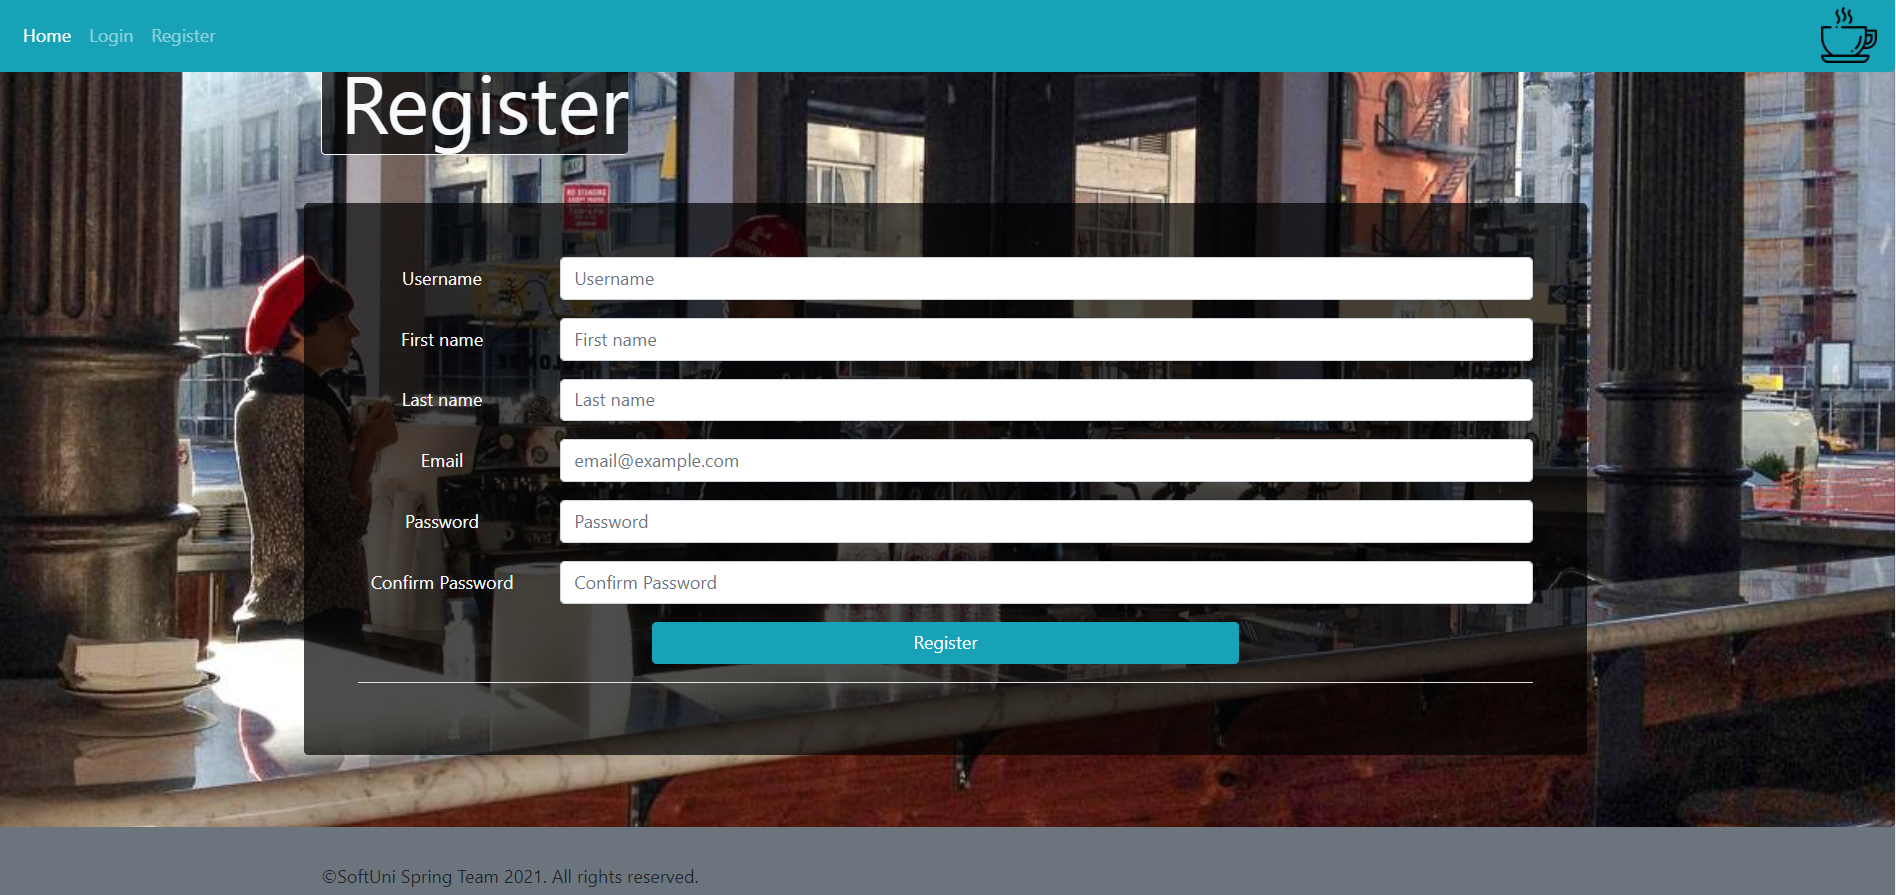 Home Login Register
Register
Username Username
First name First name
Last name Last name
Email email@example.com
Password Password
Confirm Password Confirm Password
Register
©SoftUni Spring Team 2021. All rights reserved.